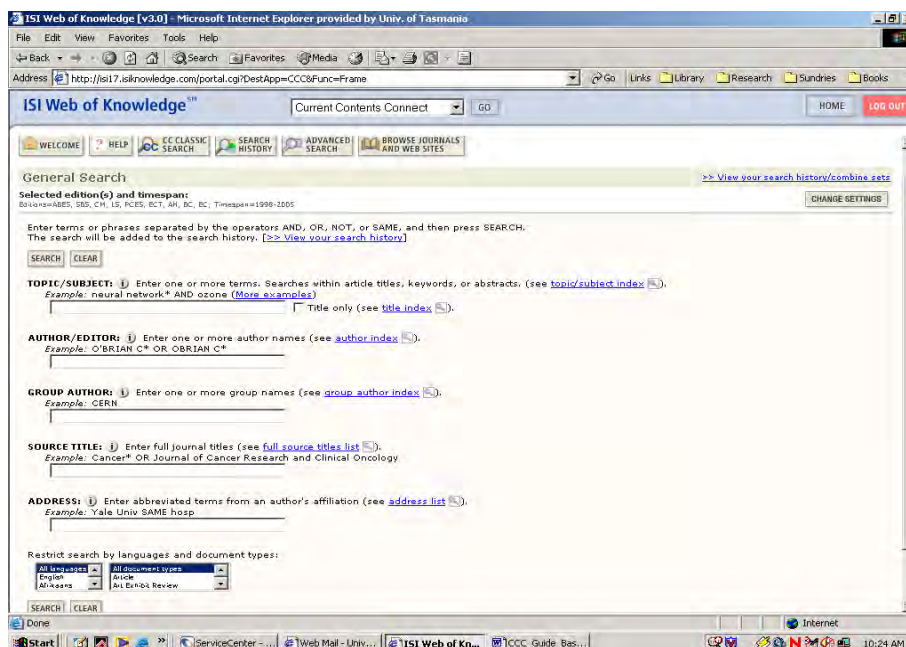 ISI Web of Knowledge [v3.0] - Microsoft Internet Explorer provided by Univ. of Tasmania
File Edit View Favorites Tools Help
Back Search Favorites Media
Address http://isi17.isiknowledge.com/portal.cgi?DestApp=CCC&Func=Frame Go Links Library Research Sundries Books
ISI Web of Knowledge SM Current Contents Connect GO HOME LOG OUT
WELCOME ? HELP CC CC CLASSIC SEARCH SEARCH HISTORY ADVANCED SEARCH BROWSE JOURNALS AND WEB SITES
General Search >> View your search history/combine sets
Selected edition(s) and timespan: CHANGE SETTINGS
Editions=ABES, SBS, CM, LS, PCES, ECT, AH, BC, EC; Timespan=1998-2005
Enter terms or phrases separated by the operators AND, OR, NOT, or SAME, and then press SEARCH.
The search will be added to the search history. [>> View your search history]
SEARCH CLEAR
TOPIC/SUBJECT: i Enter one or more terms. Searches within article titles, keywords, or abstracts. (see topic/subject index).
Example: neural network* AND ozone (More examples)
Title only (see title index).
AUTHOR/EDITOR: i Enter one or more author names (see author index).
Example: O'BRIAN C* OR OBRIAN C*
GROUP AUTHOR: i Enter one or more group names (see group author index).
Example: CERN
SOURCE TITLE: i Enter full journal titles (see full source titles list).
Example: Cancer* OR Journal of Cancer Research and Clinical Oncology
ADDRESS: i Enter abbreviated terms from an author's affiliation (see address list).
Example: Yale Univ SAME hosp
Restrict search by languages and document types:
All languages All document types
English Article
Afrikaans Art Exhibit Review
SEARCH CLEAR
Done Internet
Start » ServiceCenter -... Web Mail - Univ... ISI Web of Kn... CCC Guide Bas... 10:24 AM